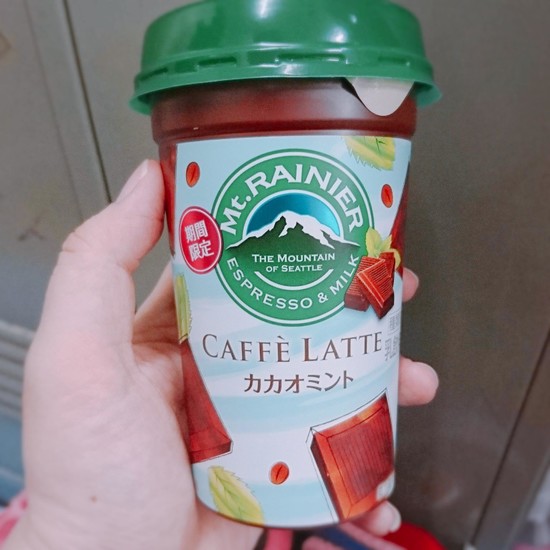 Mt. RAINIER
期間
限定
THE MOUNTAIN
OF SEATTLE
ESPRESSO & MILK
CAFFÈ LATTE
カカオミント